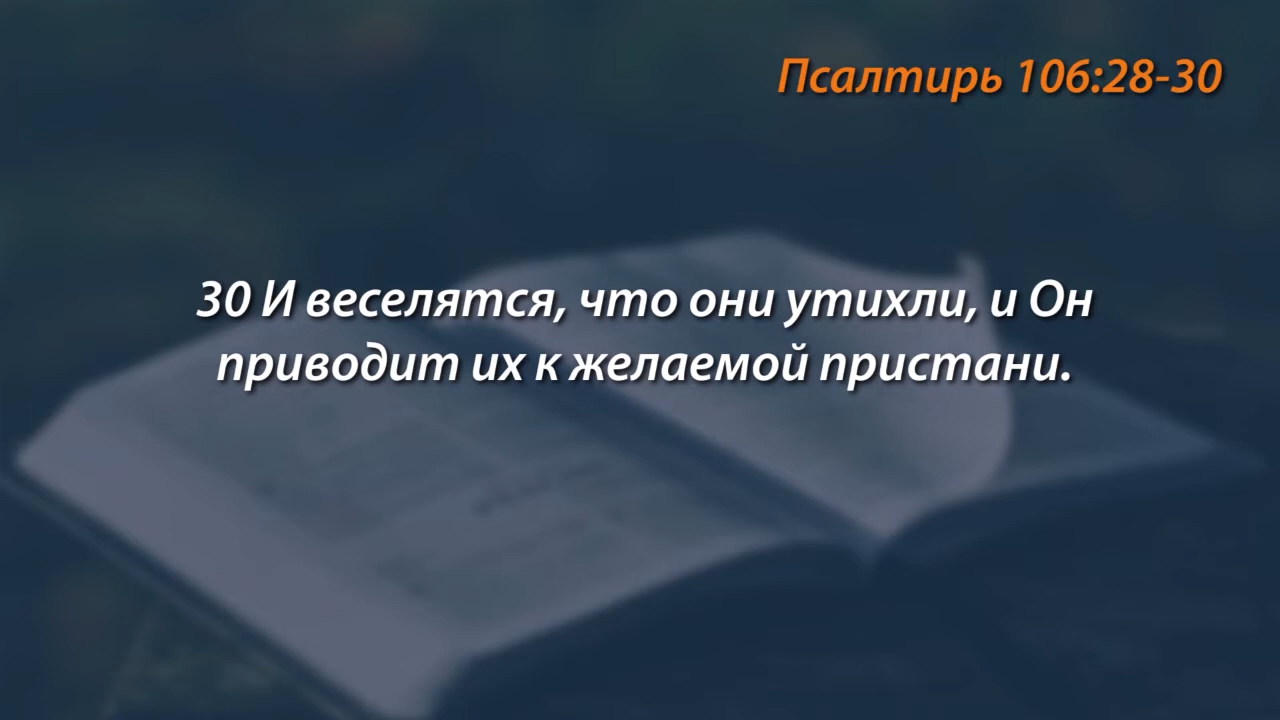 Псалтирь 106:28-30
30 И веселятся, что они утихли, и Он
приводит их к желаемой пристани.